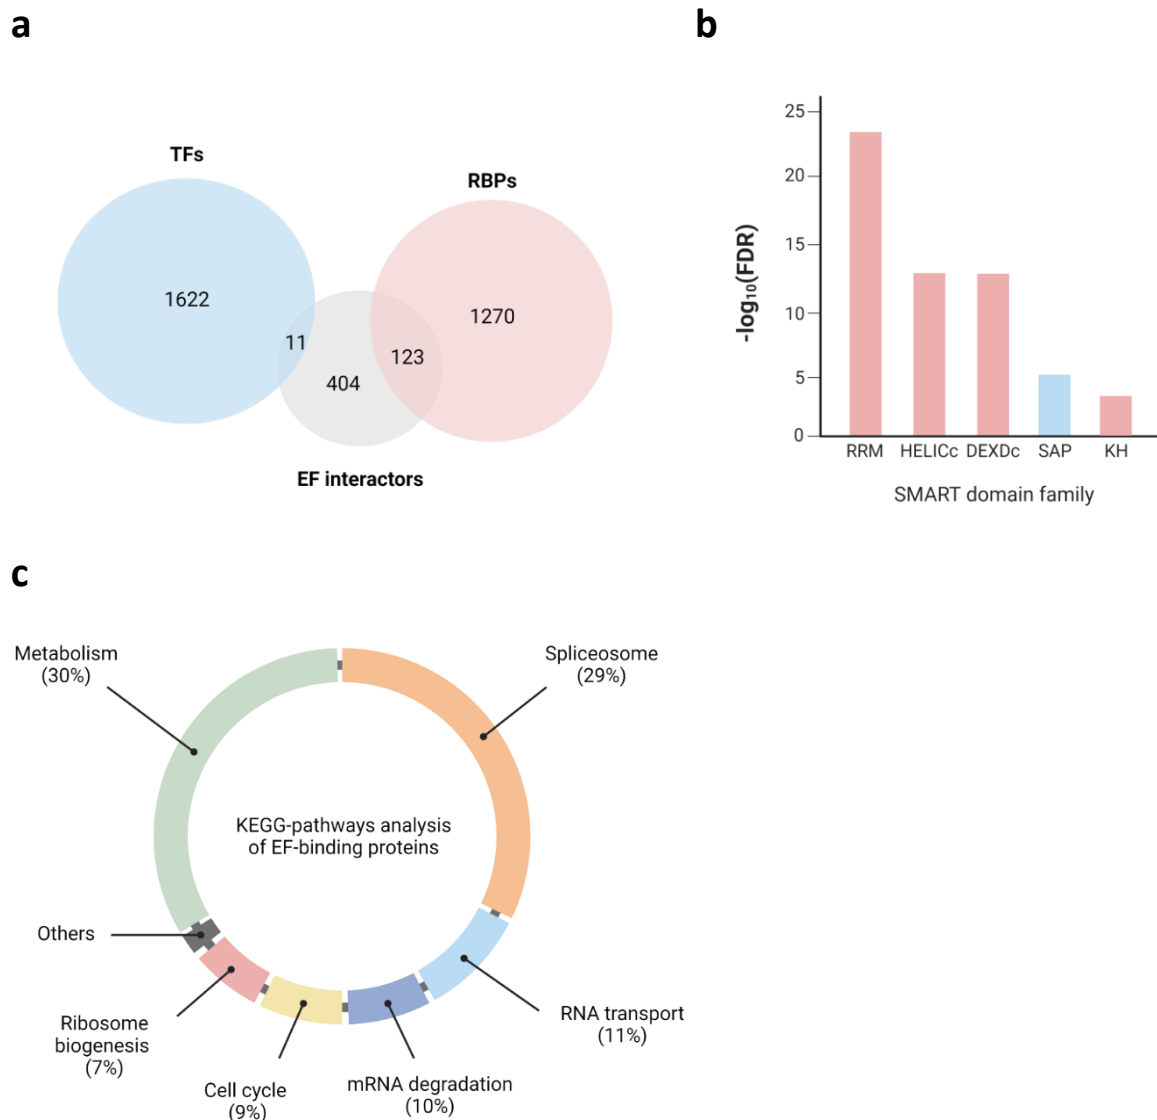 a
TFs
RBPs
1622
11
404
123
1270
EF interactors
b
-log10(FDR)
25
20
15
10
5
0
RRM HELICc DEXDc SAP KH
SMART domain family
c
Metabolism
(30%)
Spliceosome
(29%)
KEGG-pathways analysis
of EF-binding proteins
Others
Ribosome
biogenesis
(7%)
Cell cycle
(9%)
mRNA degradation
(10%)
RNA transport
(11%)